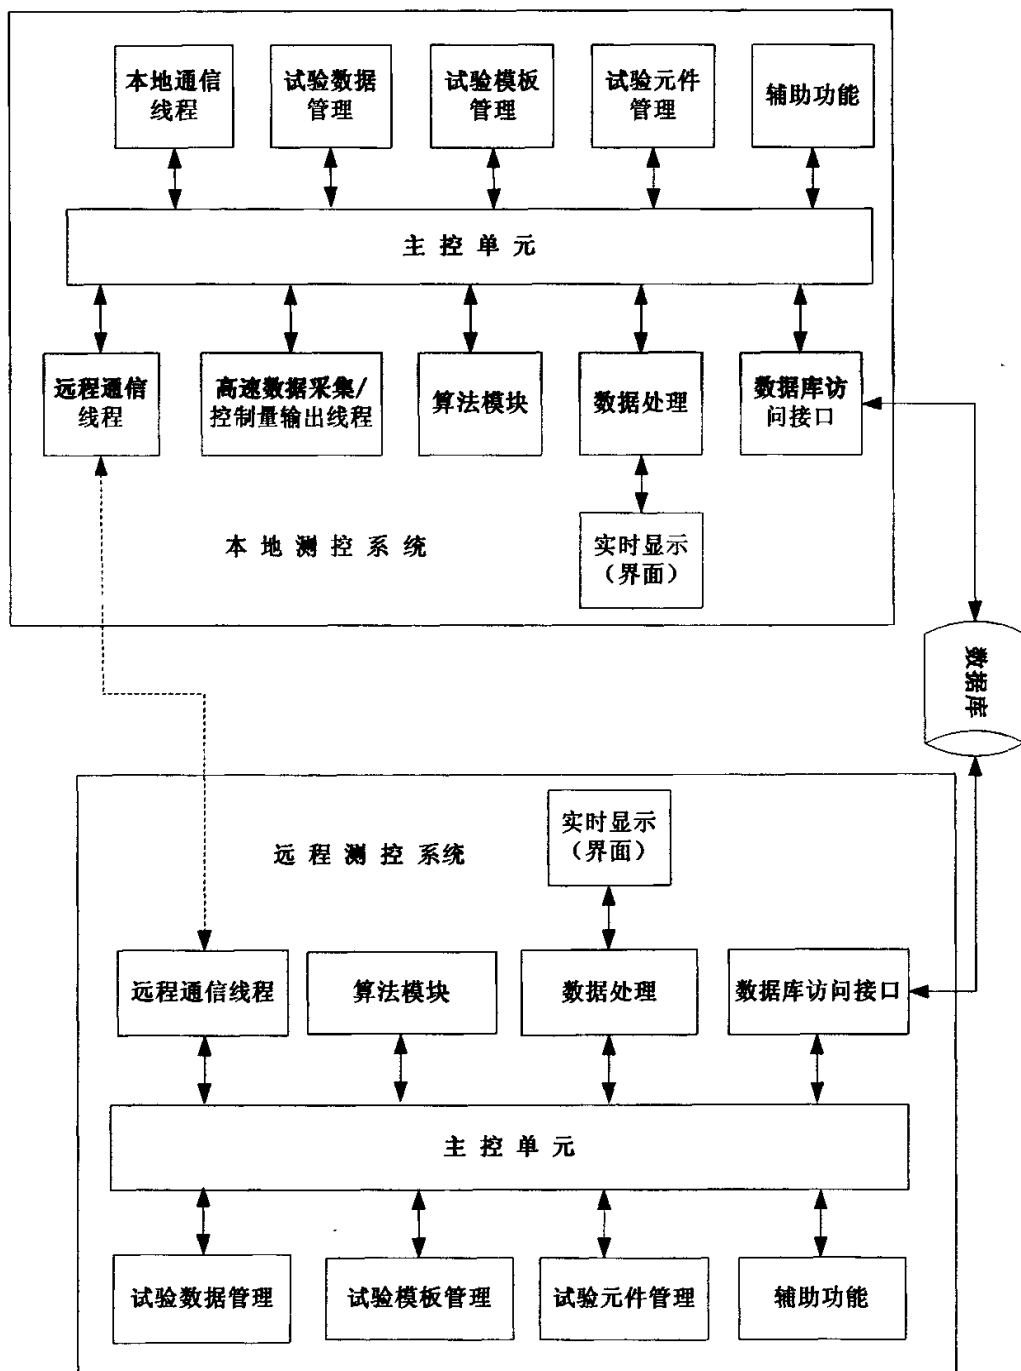 本地通信
线程
试验数据
管理
试验模板
管理
试验元件
管理
辅助功能
主 控 单 元
远程通信
线程
高速数据采集/
控制量输出线程
算法模块
数据处理
数据库访
问接口
本 地 测 控 系 统
实时显示
（界面）
数据库
远 程 测 控 系统
实时显示
（界面）
远程通信线程
算法模块
数据处理
数据库访问接口
主 控 单 元
试验数据管理
试验模板管理
试验元件管理
辅助功能